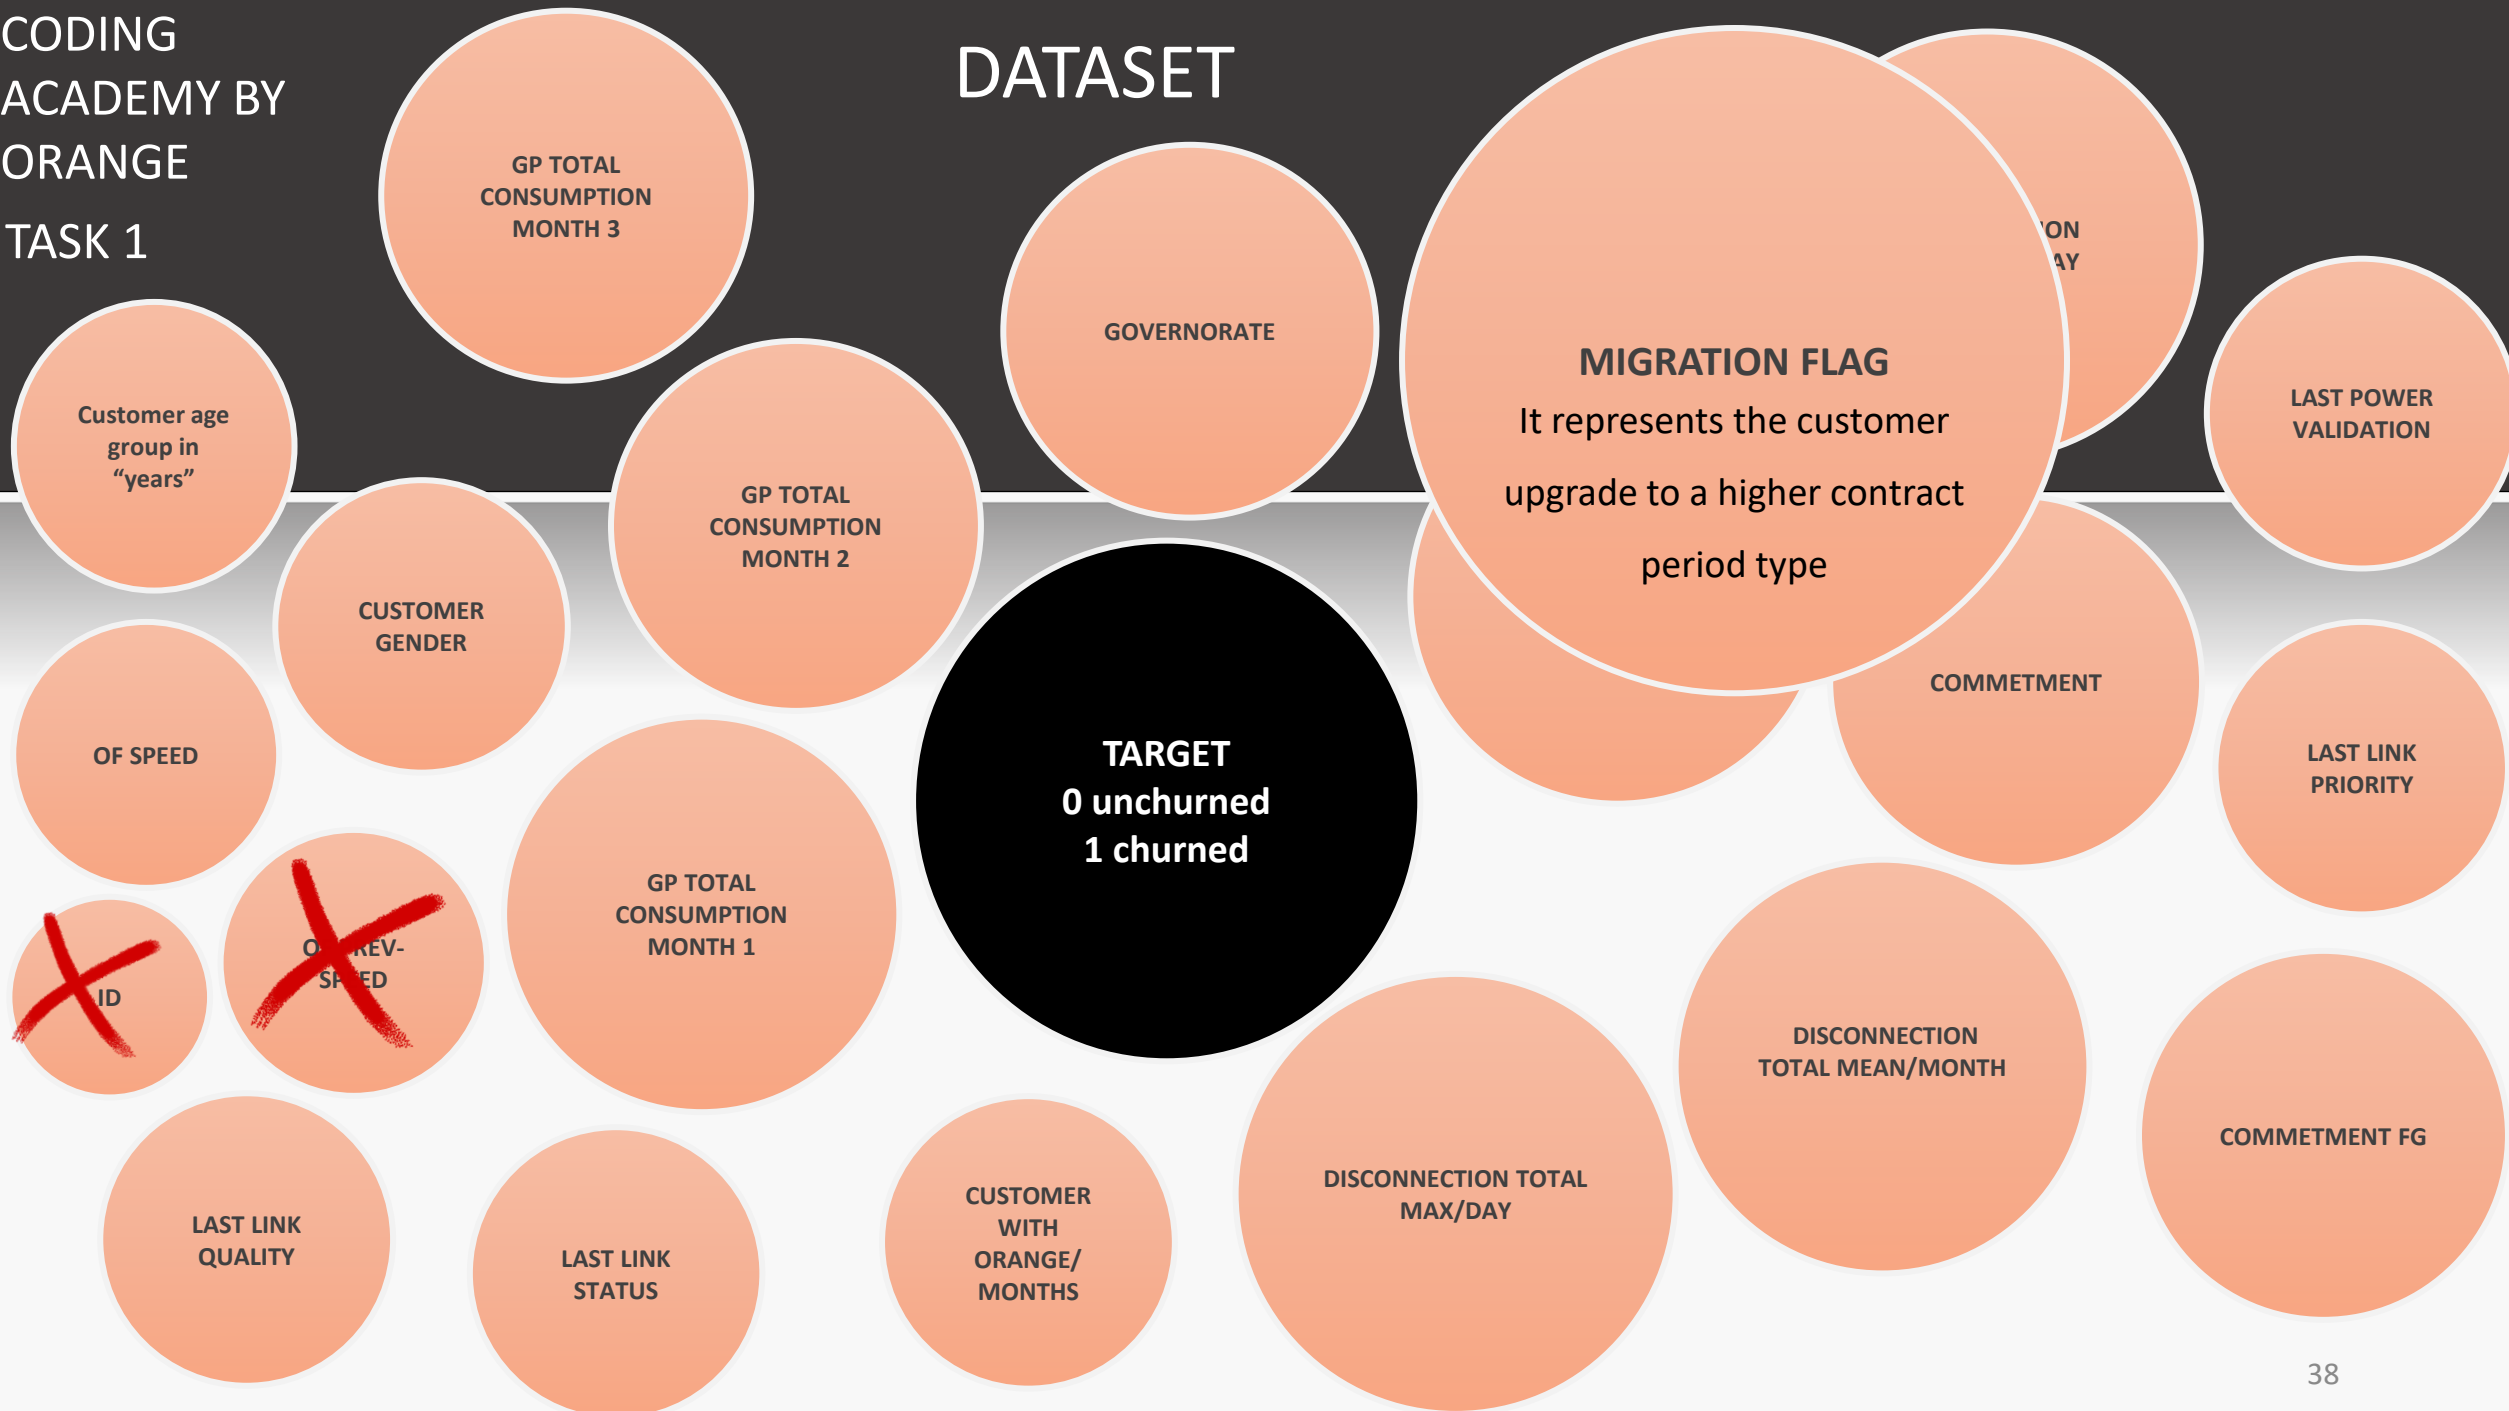 CODING
ACADEMY BY
ORANGE
TASK 1
DATASET
GP TOTAL
CONSUMPTION
MONTH 3
GOVERNORATE
MIGRATION FLAG
It represents the customer
upgrade to a higher contract
period type
LAST POWER
VALIDATION
Customer age
group in
“years”
GP TOTAL
CONSUMPTION
MONTH 2
CUSTOMER
GENDER
COMMETMENT
OF SPEED
TARGET
0 unchurned
1 churned
LAST LINK
PRIORITY
GP TOTAL
CONSUMPTION
MONTH 1
ID
DISCONNECTION
TOTAL MEAN/MONTH
COMMETMENT FG
DISCONNECTION TOTAL
MAX/DAY
LAST LINK
QUALITY
LAST LINK
STATUS
CUSTOMER
WITH
ORANGE/
MONTHS
38